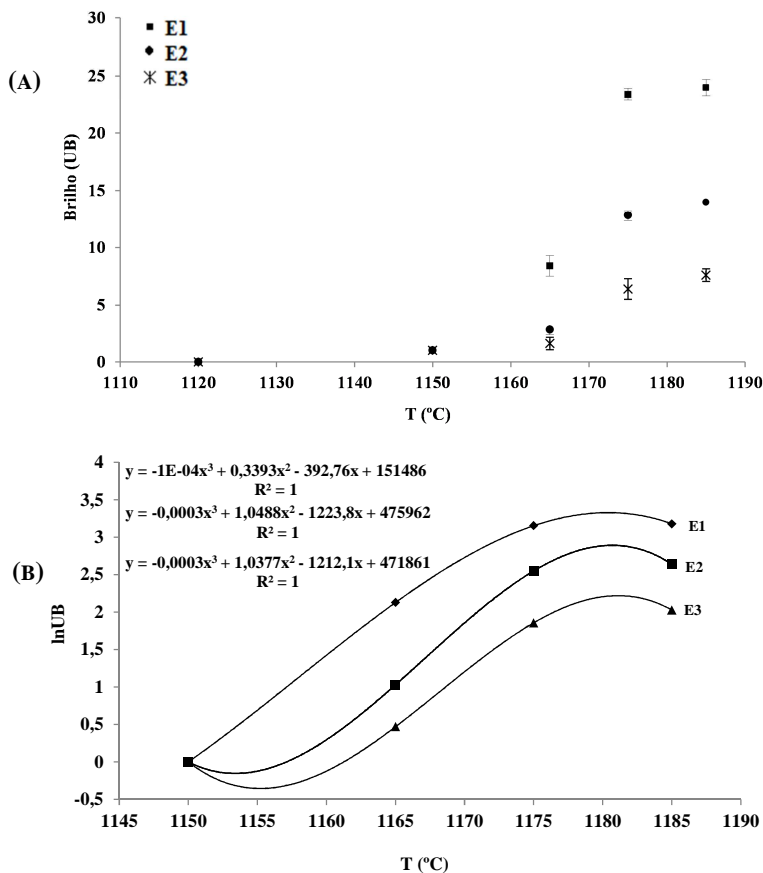 (A)
Brilho (UB)
30
25
20
15
10
5
0
E1
E2
E3
1110 1120 1130 1140 1150 1160 1170 1180 1190
T (ºC)
(B)
lnUB
4
3,5
3
2,5
2
1,5
1
0,5
0
-0,5
y = -1E-04x³ + 0,3393x² - 392,76x + 151486
R² = 1
y = -0,0003x³ + 1,0488x² - 1223,8x + 475962
R² = 1
y = -0,0003x³ + 1,0377x² - 1212,1x + 471861
R² = 1
E1
E2
E3
1145 1150 1155 1160 1165 1170 1175 1180 1185 1190
T (ºC)